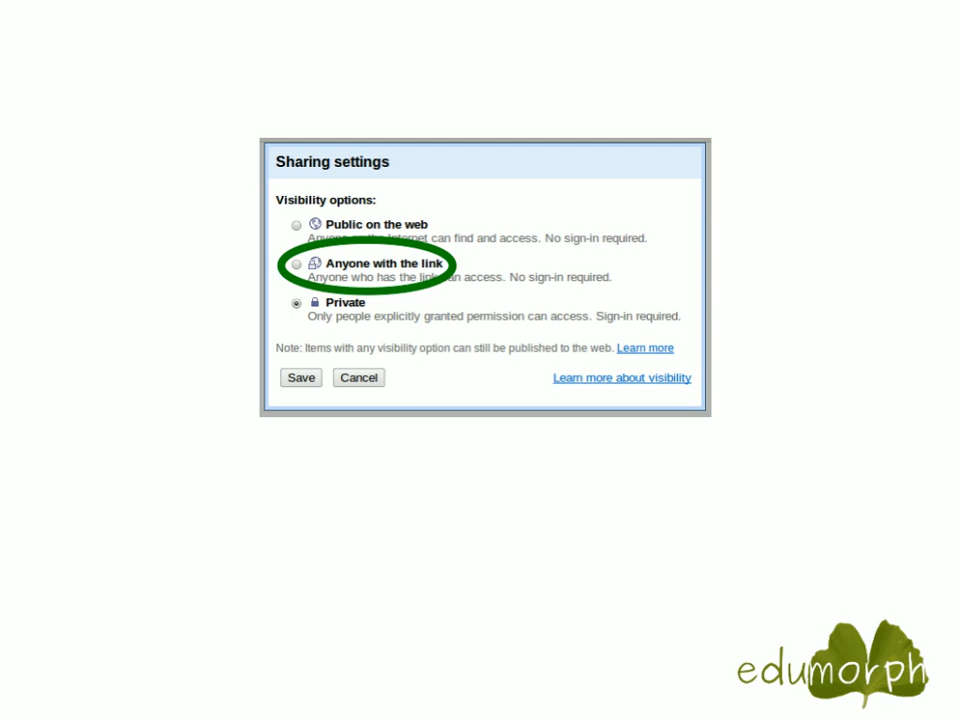 Sharing settings
Visibility options:
Public on the web
Anyone on the Internet can find and access. No sign-in required.
Anyone with the link
Anyone who has the link can access. No sign-in required.
Private
Only people explicitly granted permission can access. Sign-in required.
Note: Items with any visibility option can still be published to the web. Learn more
Save Cancel Learn more about visibility
edumorph